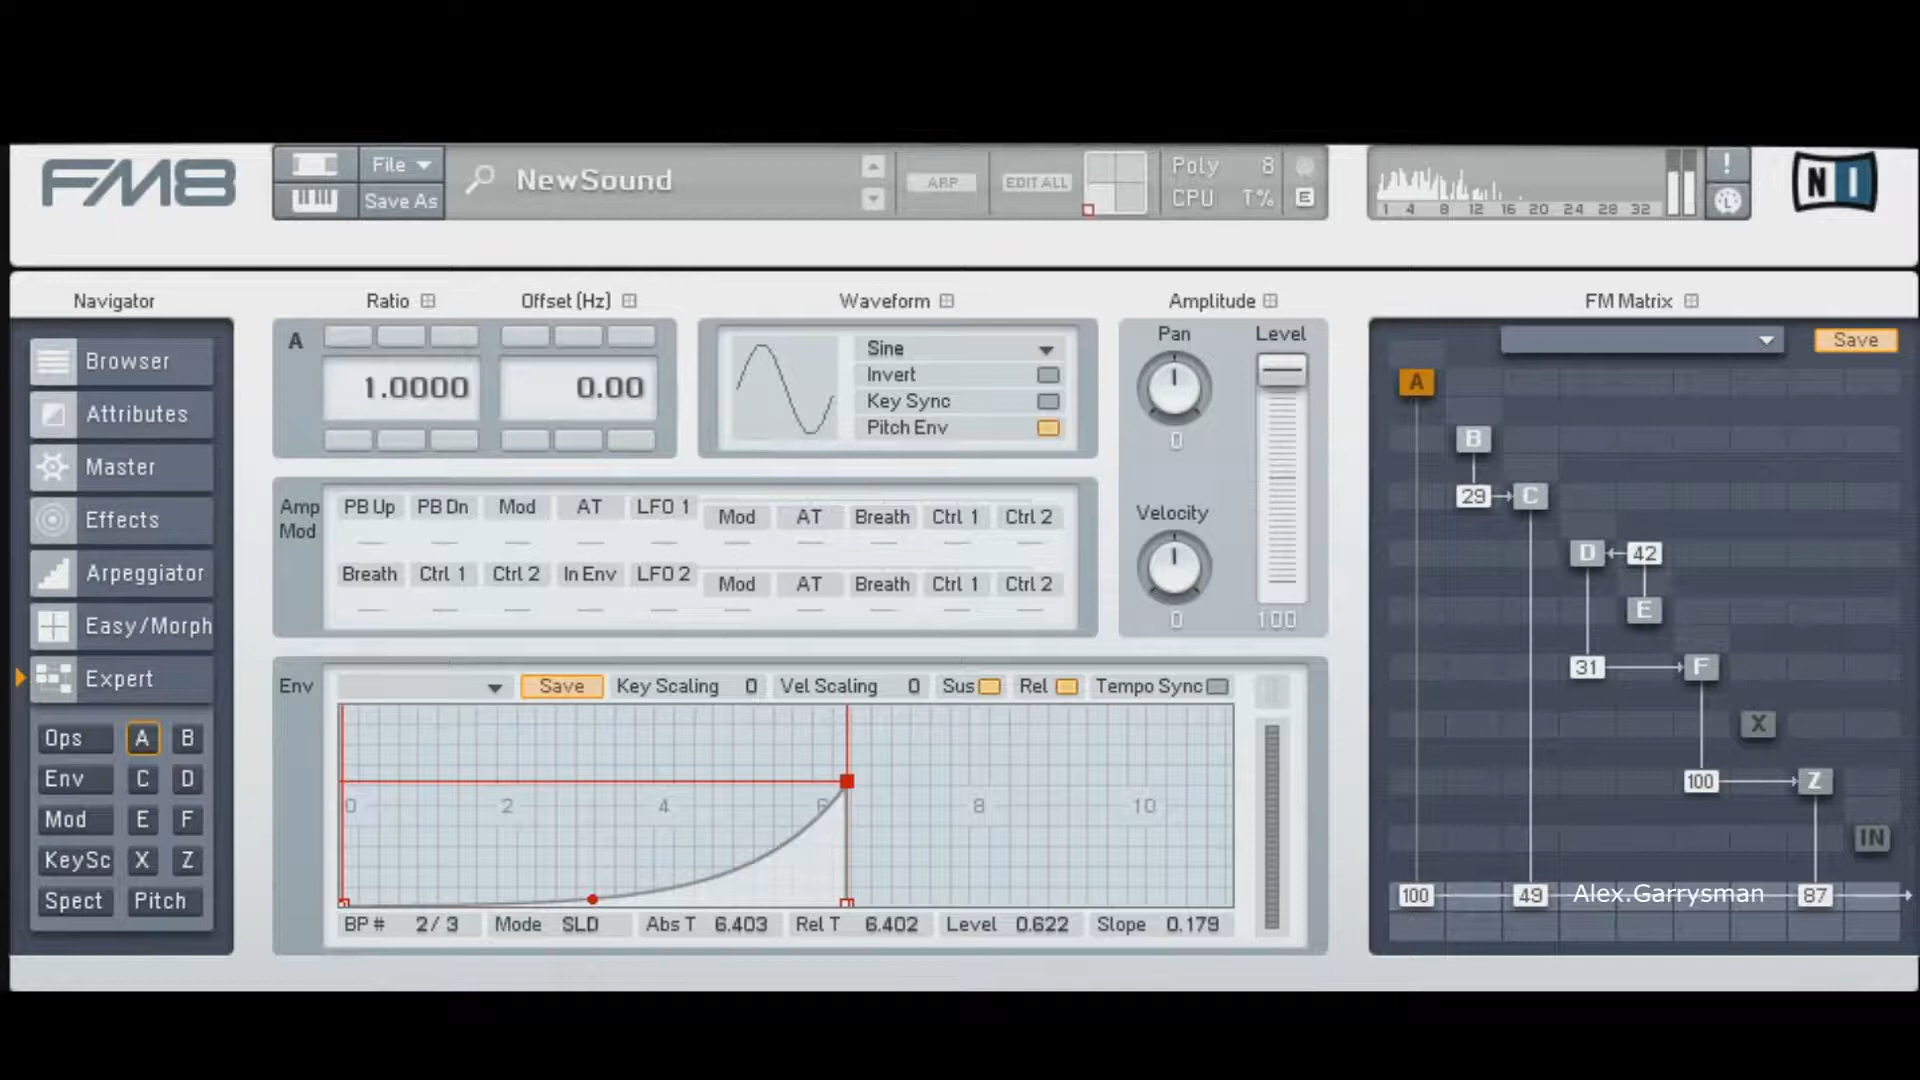 FM8
File
Save As
NewSound
ARP
EDIT ALL
Poly 8
CPU T%
E
1 4 8 12 16 20 24 28 32
!
L
NI
Navigator
Ratio
Offset (Hz)
Waveform
Amplitude
FM Matrix
Browser
Attributes
Master
Effects
Arpeggiator
Easy/Morph
Expert
Ops A B
Env C D
Mod E F
KeySc X Z
Spect Pitch
A
1.0000
0.00
Sine
Invert
Key Sync
Pitch Env
Pan
0
Level
100
Velocity
0
Amp Mod
PB Up PB Dn Mod AT LFO 1 Mod AT Breath Ctrl 1 Ctrl 2
Breath Ctrl 1 Ctrl 2 In Env LFO 2 Mod AT Breath Ctrl 1 Ctrl 2
Env
Save
Key Scaling 0
Vel Scaling 0
Sus
Rel
Tempo Sync
0 2 4 6 8 10
BP # 2/ 3 Mode SLD Abs T 6.403 Rel T 6.402 Level 0.622 Slope 0.179
Save
A
B
29 C
D 42
E
31 F
X
100 Z
IN
100 49 Alex.Garrysman 87